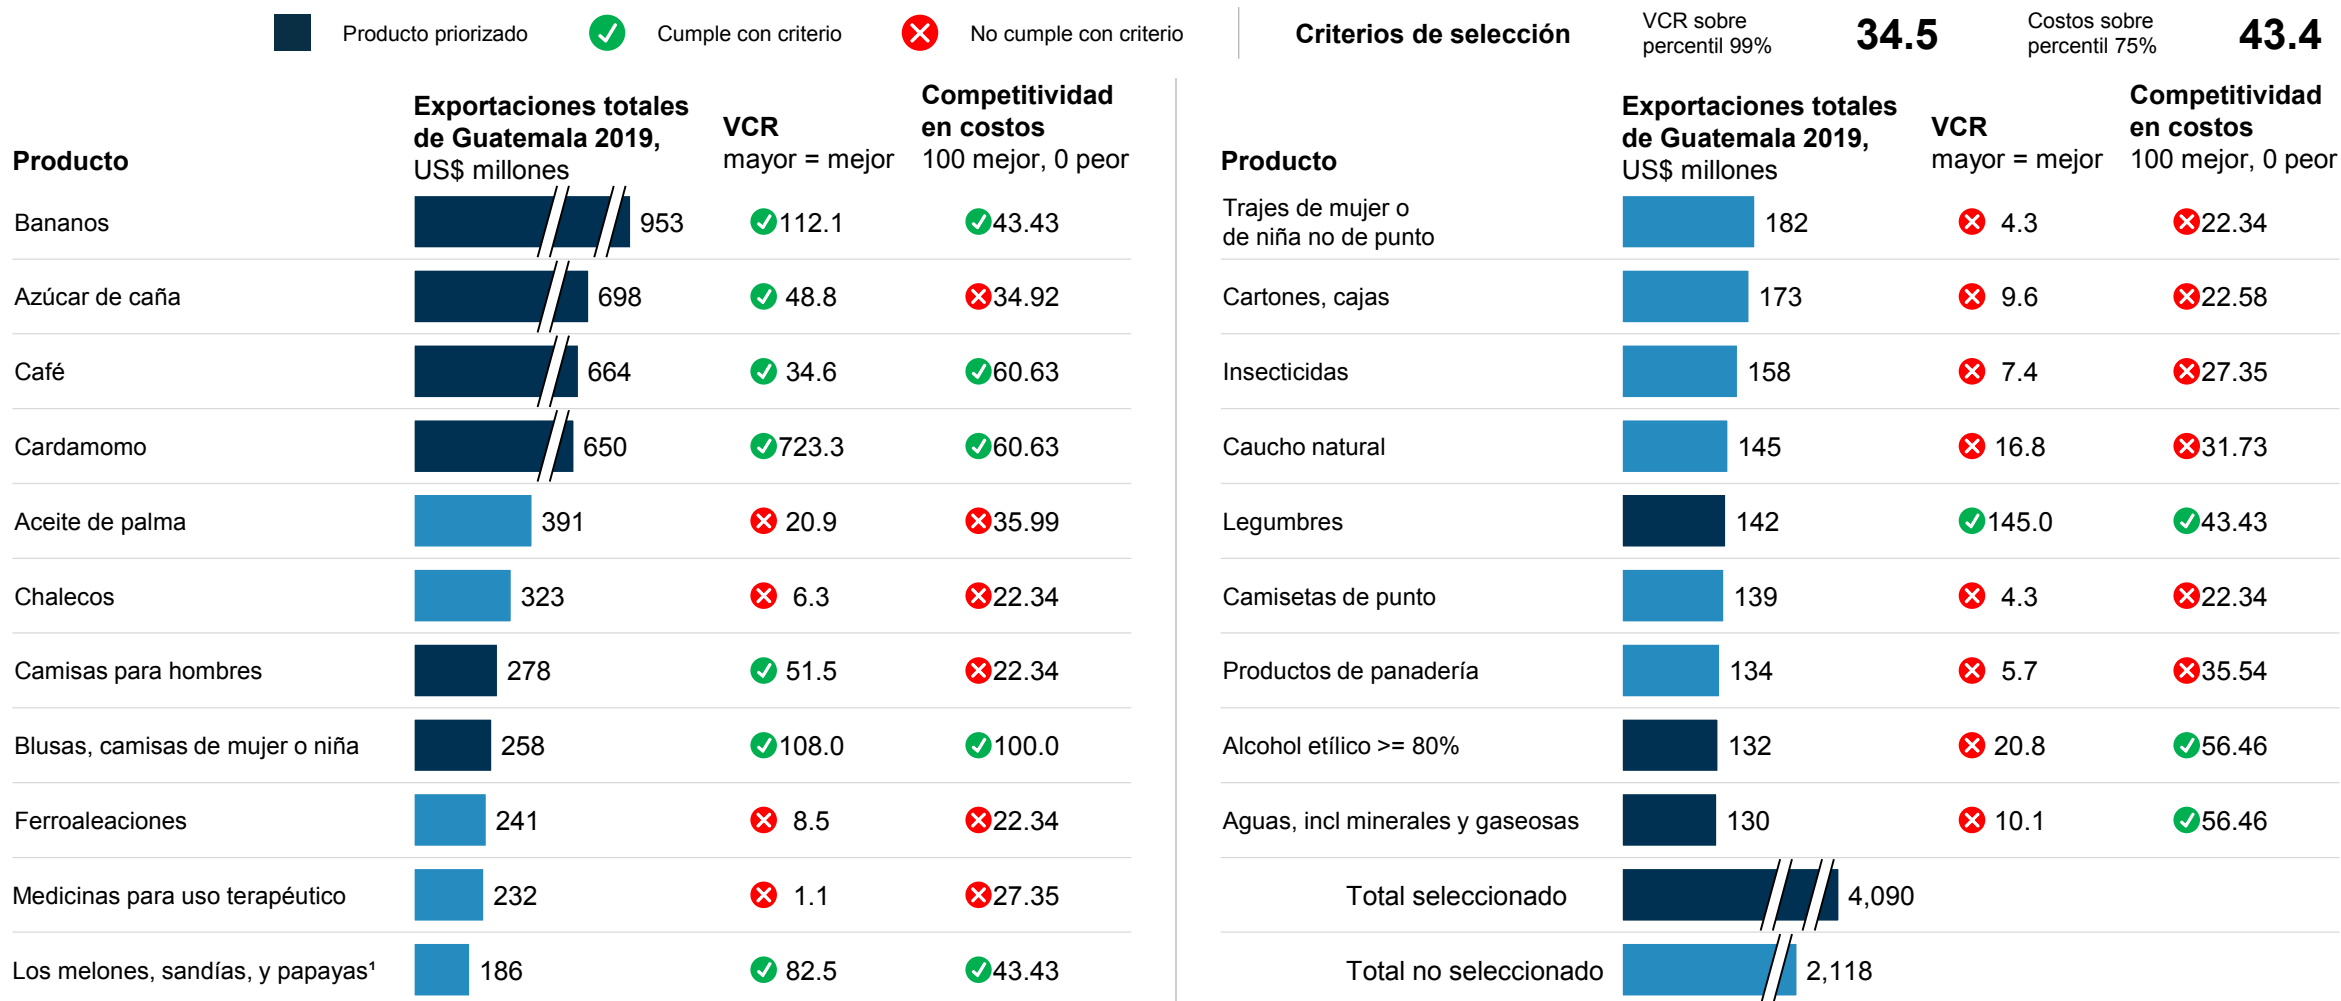 Producto priorizado
Cumple con criterio
No cumple con criterio
Criterios de selección
VCR sobre
percentil 99%
34.5
Costos sobre
percentil 75%
43.4
Producto
Exportaciones totales
de Guatemala 2019,
US$ millones
VCR
mayor = mejor
Competitividad
en costos
100 mejor, 0 peor
Bananos 953 112.1 43.43
Azúcar de caña 698 48.8 34.92
Café 664 34.6 60.63
Cardamomo 650 723.3 60.63
Aceite de palma 391 20.9 35.99
Chalecos 323 6.3 22.34
Camisas para hombres 278 51.5 22.34
Blusas, camisas de mujer o niña 258 108.0 100.0
Ferroaleaciones 241 8.5 22.34
Medicinas para uso terapéutico 232 1.1 27.35
Los melones, sandías, y papayas¹ 186 82.5 43.43
Producto
Exportaciones totales
de Guatemala 2019,
US$ millones
VCR
mayor = mejor
Competitividad
en costos
100 mejor, 0 peor
Trajes de mujer o
de niña no de punto 182 4.3 22.34
Cartones, cajas 173 9.6 22.58
Insecticidas 158 7.4 27.35
Caucho natural 145 16.8 31.73
Legumbres 142 145.0 43.43
Camisetas de punto 139 4.3 22.34
Productos de panadería 134 5.7 35.54
Alcohol etílico >= 80% 132 20.8 56.46
Aguas, incl minerales y gaseosas 130 10.1 56.46
Total seleccionado 4,090
Total no seleccionado 2,118